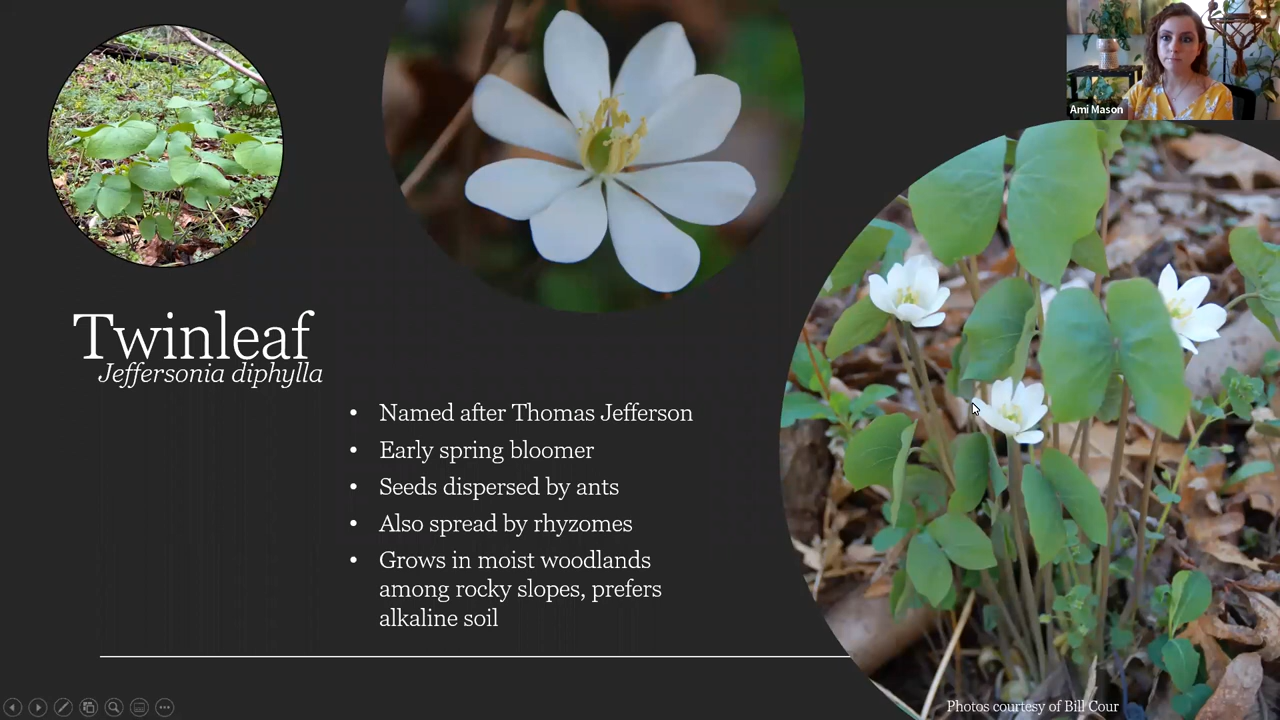 Ami Mason
Twinleaf
Jeffersonia diphylla
• Named after Thomas Jefferson
• Early spring bloomer
• Seeds dispersed by ants
• Also spread by rhyzomes
• Grows in moist woodlands
among rocky slopes, prefers
alkaline soil
Photos courtesy of Bill Cour